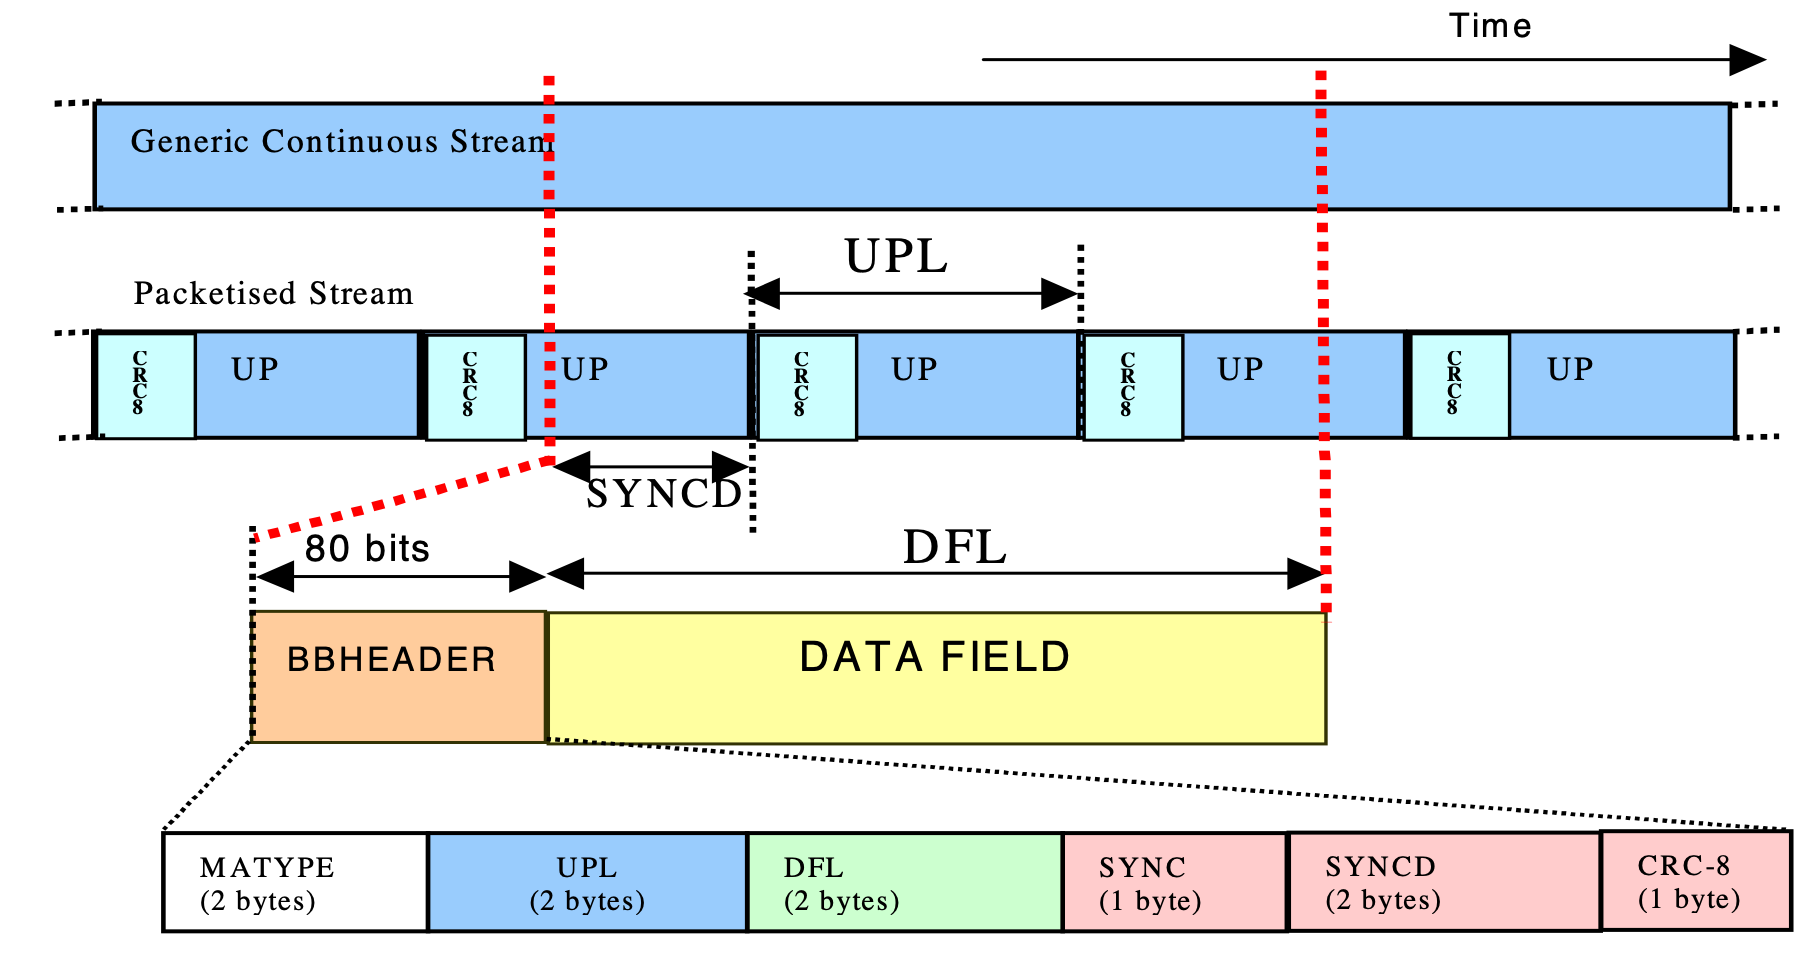 Time
Generic Continuous Stream
UPL
Packetised Stream
CRC8 UP CRC8 UP CRC8 UP CRC8 UP CRC8 UP
SYNCD
80 bits DFL
BBHEADER DATA FIELD
MATYPE UPL DFL SYNC SYNCD CRC-8
(2 bytes) (2 bytes) (2 bytes) (1 byte) (2 bytes) (1 byte)